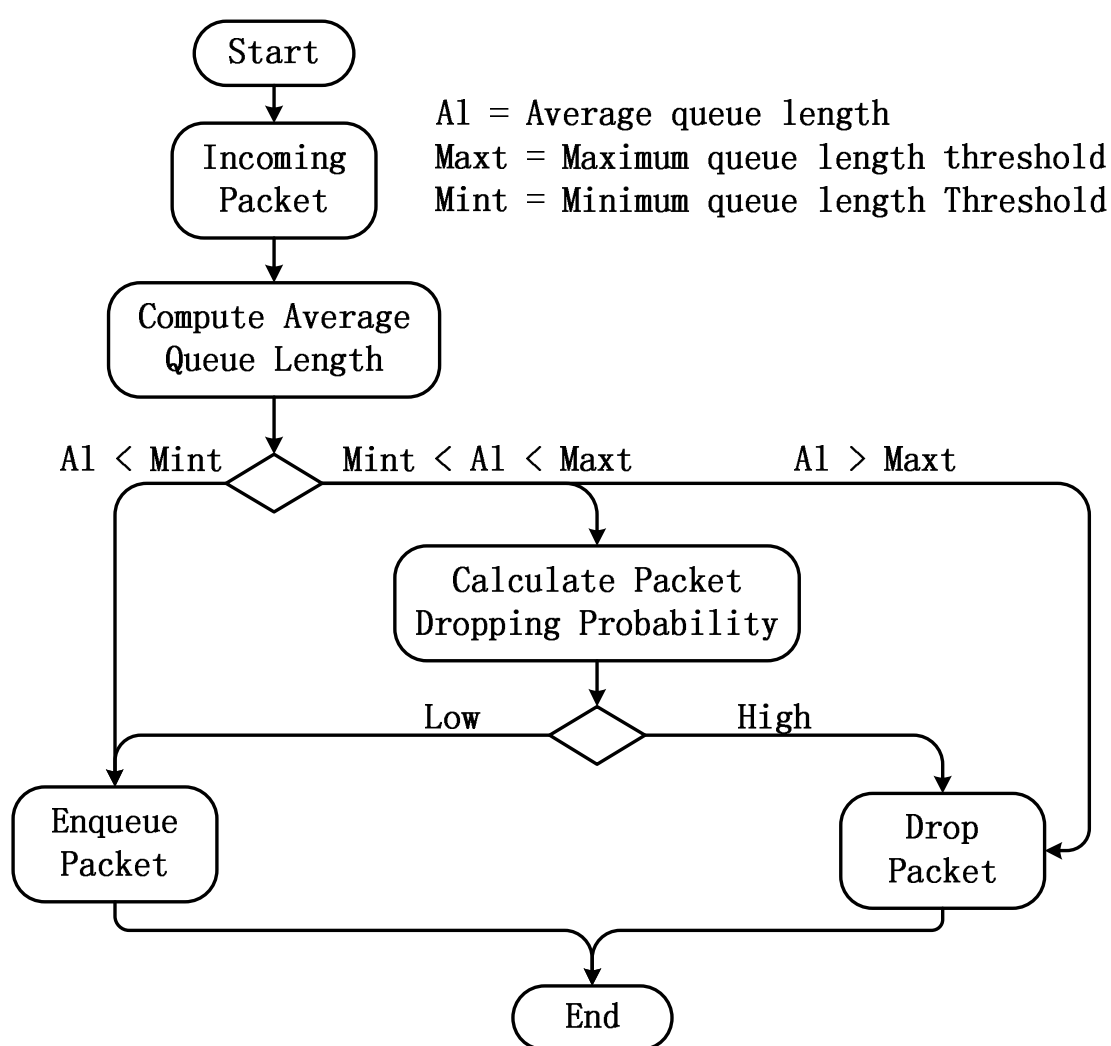 Start
Al = Average queue length
Maxt = Maximum queue length threshold
Mint = Minimum queue length Threshold
Incoming
Packet
Compute Average
Queue Length
Al < Mint
Mint < Al < Maxt
Al > Maxt
Calculate Packet
Dropping Probability
Low
High
Enqueue
Packet
Drop
Packet
End